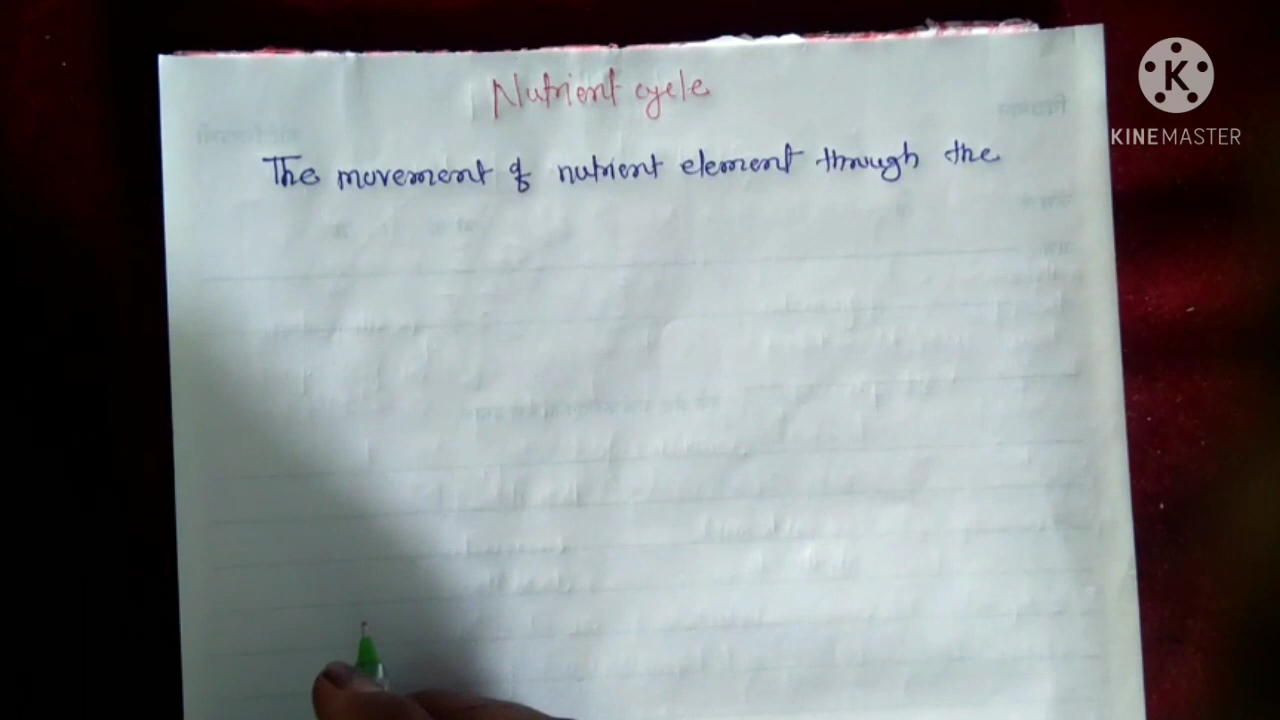 Nutrient cycle
KINEMASTER
The movement of nutrient element through the